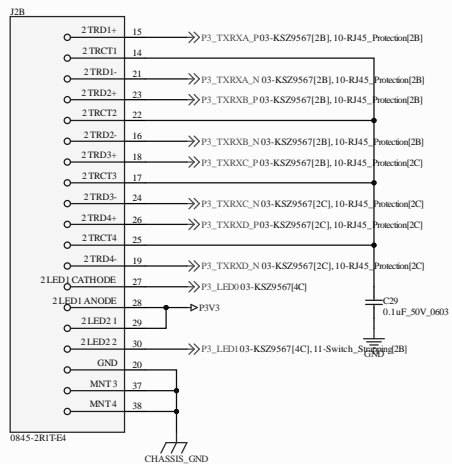 J2B
2 TRD1+ 15 P3_TXRXA_P 03-KSZ9567[2B], 10-RJ45_Protection[2B]
2 TRCT1 14
2 TRD1- 21 P3_TXRXA_N 03-KSZ9567[2B], 10-RJ45_Protection[2B]
2 TRD2+ 23 P3_TXRXB_P 03-KSZ9567[2B], 10-RJ45_Protection[2B]
2 TRCT2 22
2 TRD2- 16 P3_TXRXB_N 03-KSZ9567[2B], 10-RJ45_Protection[2B]
2 TRD3+ 18 P3_TXRXC_P 03-KSZ9567[2B], 10-RJ45_Protection[2C]
2 TRCT3 17
2 TRD3- 24 P3_TXRXC_N 03-KSZ9567[2C], 10-RJ45_Protection[2C]
2 TRD4+ 26 P3_TXRXD_P 03-KSZ9567[2C], 10-RJ45_Protection[2C]
2 TRCT4 25
2 TRD4- 19 P3_TXRXD_N 03-KSZ9567[2C], 10-RJ45_Protection[2C]
2 LED1 CATHODE 27 P3_LED0 03-KSZ9567[4C]
2 LED1 ANODE 28 P3V3
2 LED2 1 29
C29
0.1uF_50V_0603
2 LED2 2 30 P3_LED1 03-KSZ9567[4C], 11-Switch_Strapping[2B]
GND
GND 20
MNT3 37
MNT4 38
0845-2R1T-E4
CHASSIS_GND